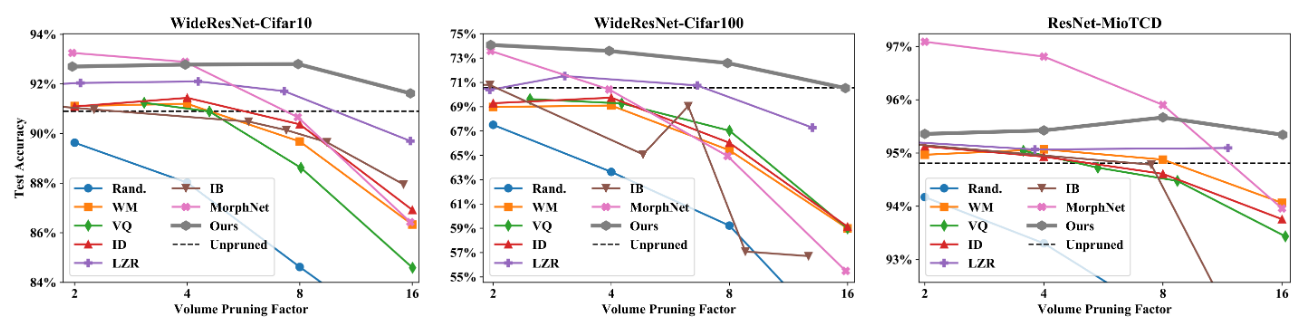 WideResNet-Cifar10
94%
92%
90%
88%
86%
84%
Test Accuracy
Rand.
WM
VQ
ID
LZR
IB
MorphNet
Ours
Unpruned
2
4
8
16
Volume Pruning Factor
WideResNet-Cifar100
75%
73%
71%
69%
67%
65%
63%
61%
59%
57%
55%
Rand.
WM
VQ
ID
LZR
IB
MorphNet
Ours
Unpruned
2
4
8
16
Volume Pruning Factor
ResNet-MioTCD
97%
96%
95%
94%
93%
Rand.
WM
VQ
ID
LZR
IB
MorphNet
Ours
Unpruned
2
4
8
16
Volume Pruning Factor